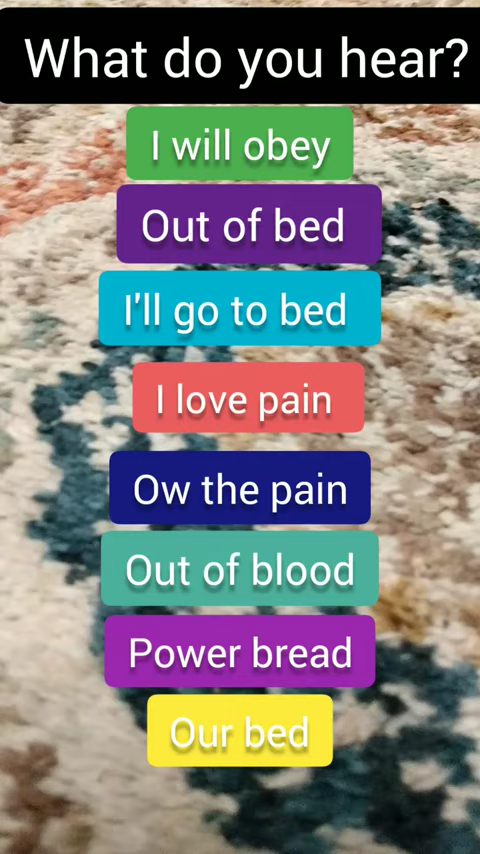 What do you hear?
I will obey
Out of bed
I'll go to bed
I love pain
Ow the pain
Out of blood
Power bread
Our bed